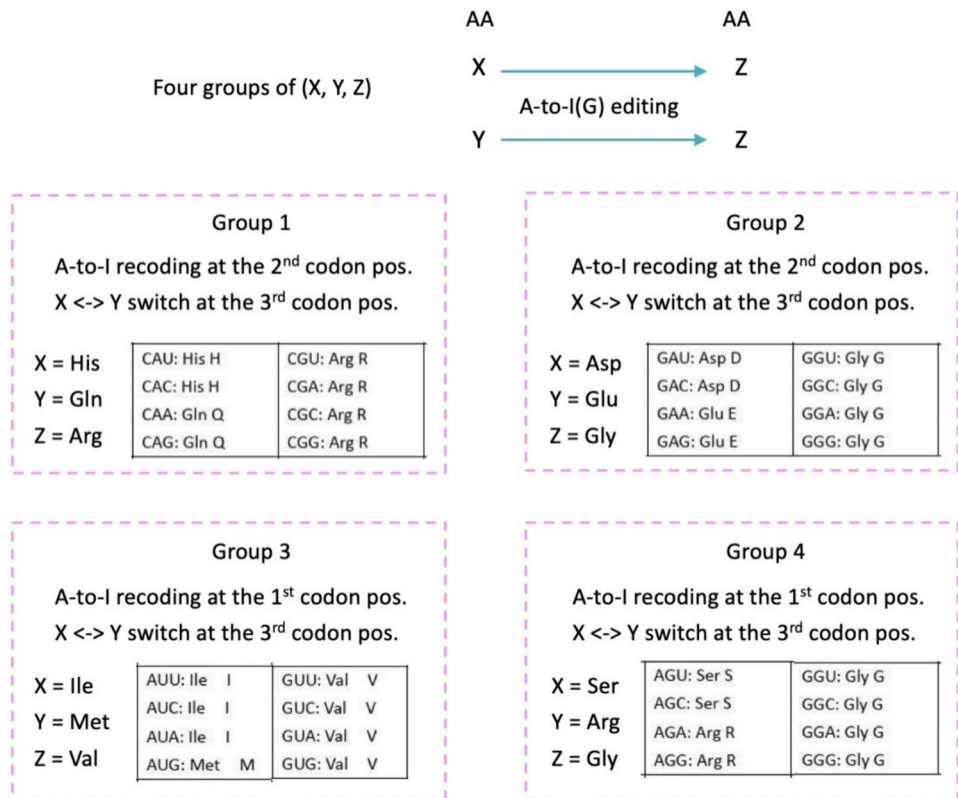 AA AA
X Z
Four groups of (X, Y, Z)
A-to-I(G) editing
Y Z
Group 1
A-to-I recoding at the 2nd codon pos.
X <-> Y switch at the 3rd codon pos.
X = His
Y = Gln
Z = Arg
CAU: His H CGU: Arg R
CAC: His H CGA: Arg R
CAA: Gln Q CGC: Arg R
CAG: Gln Q CGG: Arg R
Group 2
A-to-I recoding at the 2nd codon pos.
X <-> Y switch at the 3rd codon pos.
X = Asp
Y = Glu
Z = Gly
GAU: Asp D GGU: Gly G
GAC: Asp D GGC: Gly G
GAA: Glu E GGA: Gly G
GAG: Glu E GGG: Gly G
Group 3
A-to-I recoding at the 1st codon pos.
X <-> Y switch at the 3rd codon pos.
X = Ile
Y = Met
Z = Val
AUU: Ile I GUU: Val V
AUC: Ile I GUC: Val V
AUA: Ile I GUA: Val V
AUG: Met M GUG: Val V
Group 4
A-to-I recoding at the 1st codon pos.
X <-> Y switch at the 3rd codon pos.
X = Ser
Y = Arg
Z = Gly
AGU: Ser S GGU: Gly G
AGC: Ser S GGC: Gly G
AGA: Arg R GGA: Gly G
AGG: Arg R GGG: Gly G